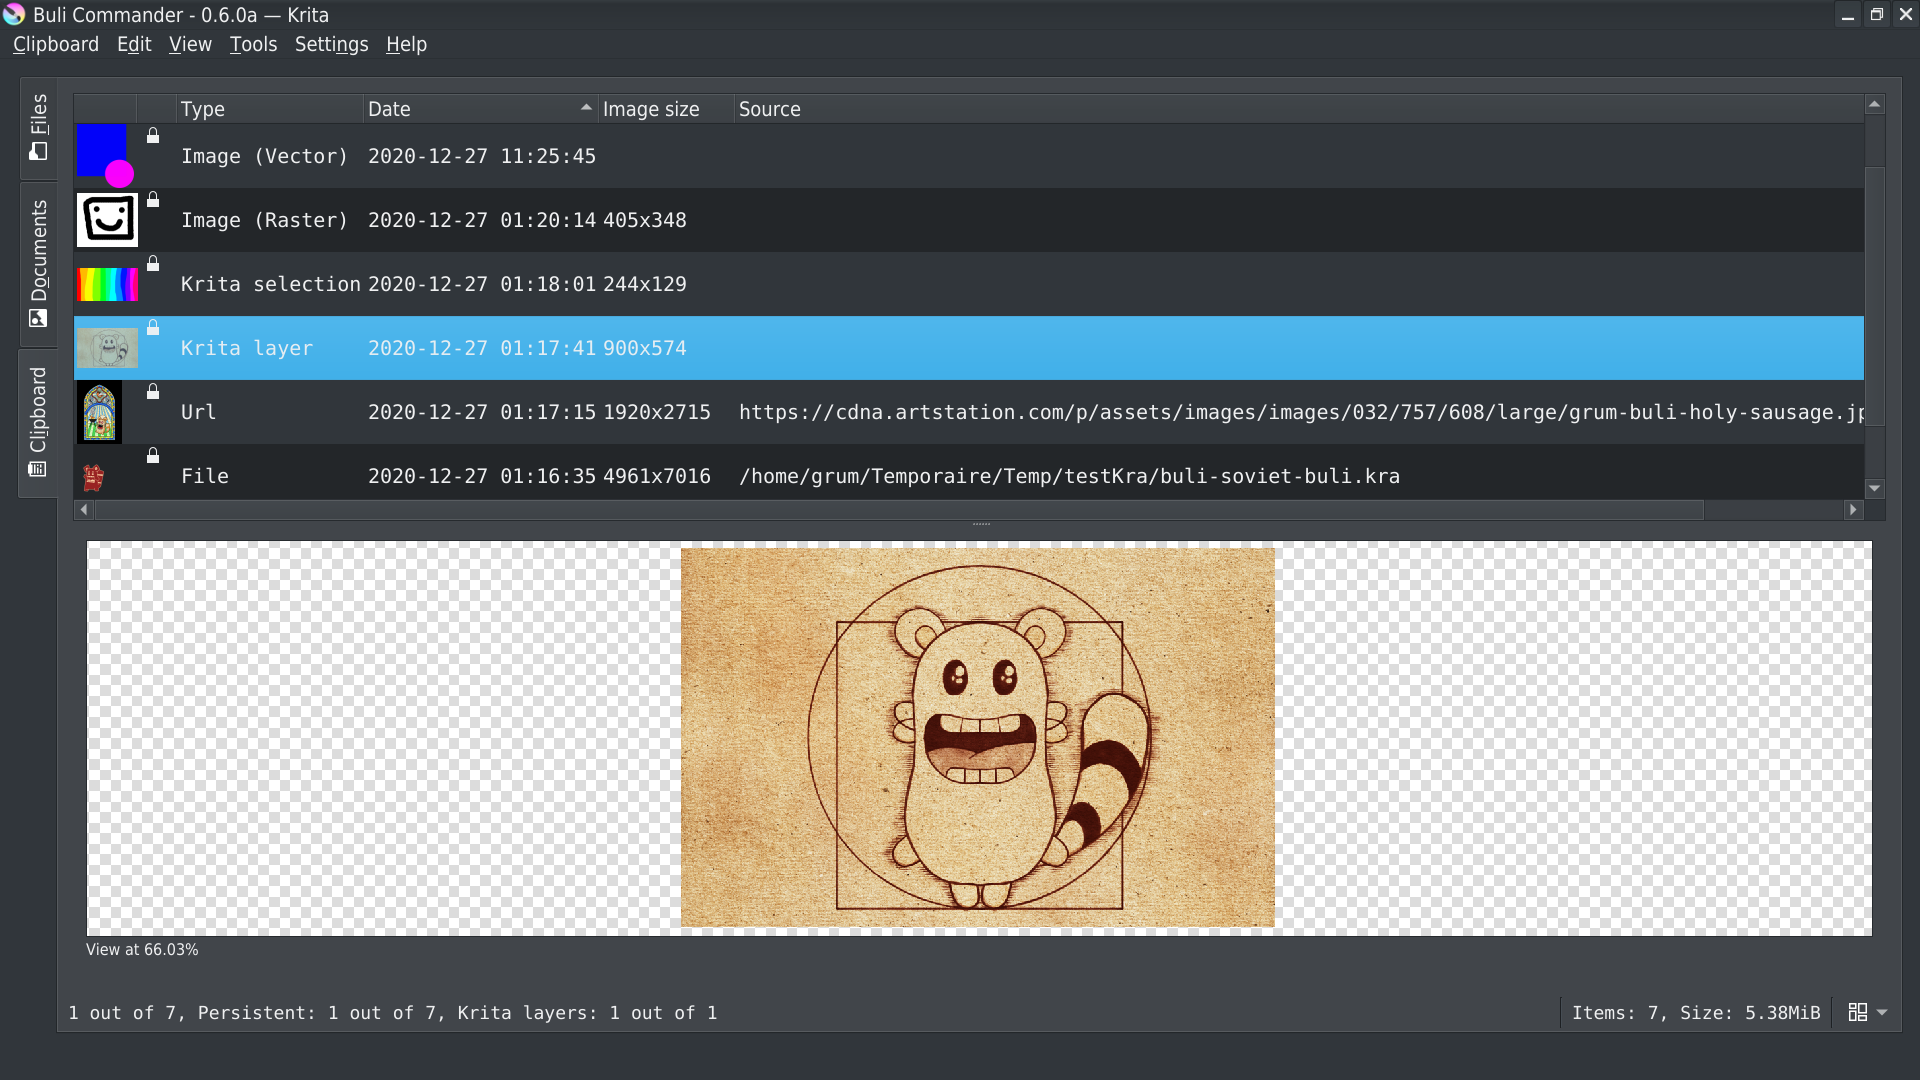 Buli Commander - 0.6.0a — Krita
Clipboard Edit View Tools Settings Help
Files
Documents
Clipboard
Type Date Image size Source
Image (Vector) 2020-12-27 11:25:45
Image (Raster) 2020-12-27 01:20:14 405x348
Krita selection 2020-12-27 01:18:01 244x129
Krita layer 2020-12-27 01:17:41 900x574
Url 2020-12-27 01:17:15 1920x2715 https://cdna.artstation.com/p/assets/images/images/032/757/608/large/grum-buli-holy-sausage.jp
File 2020-12-27 01:16:35 4961x7016 /home/grum/Temporaire/Temp/testKra/buli-soviet-buli.kra
View at 66.03%
1 out of 7, Persistent: 1 out of 7, Krita layers: 1 out of 1
Items: 7, Size: 5.38MiB